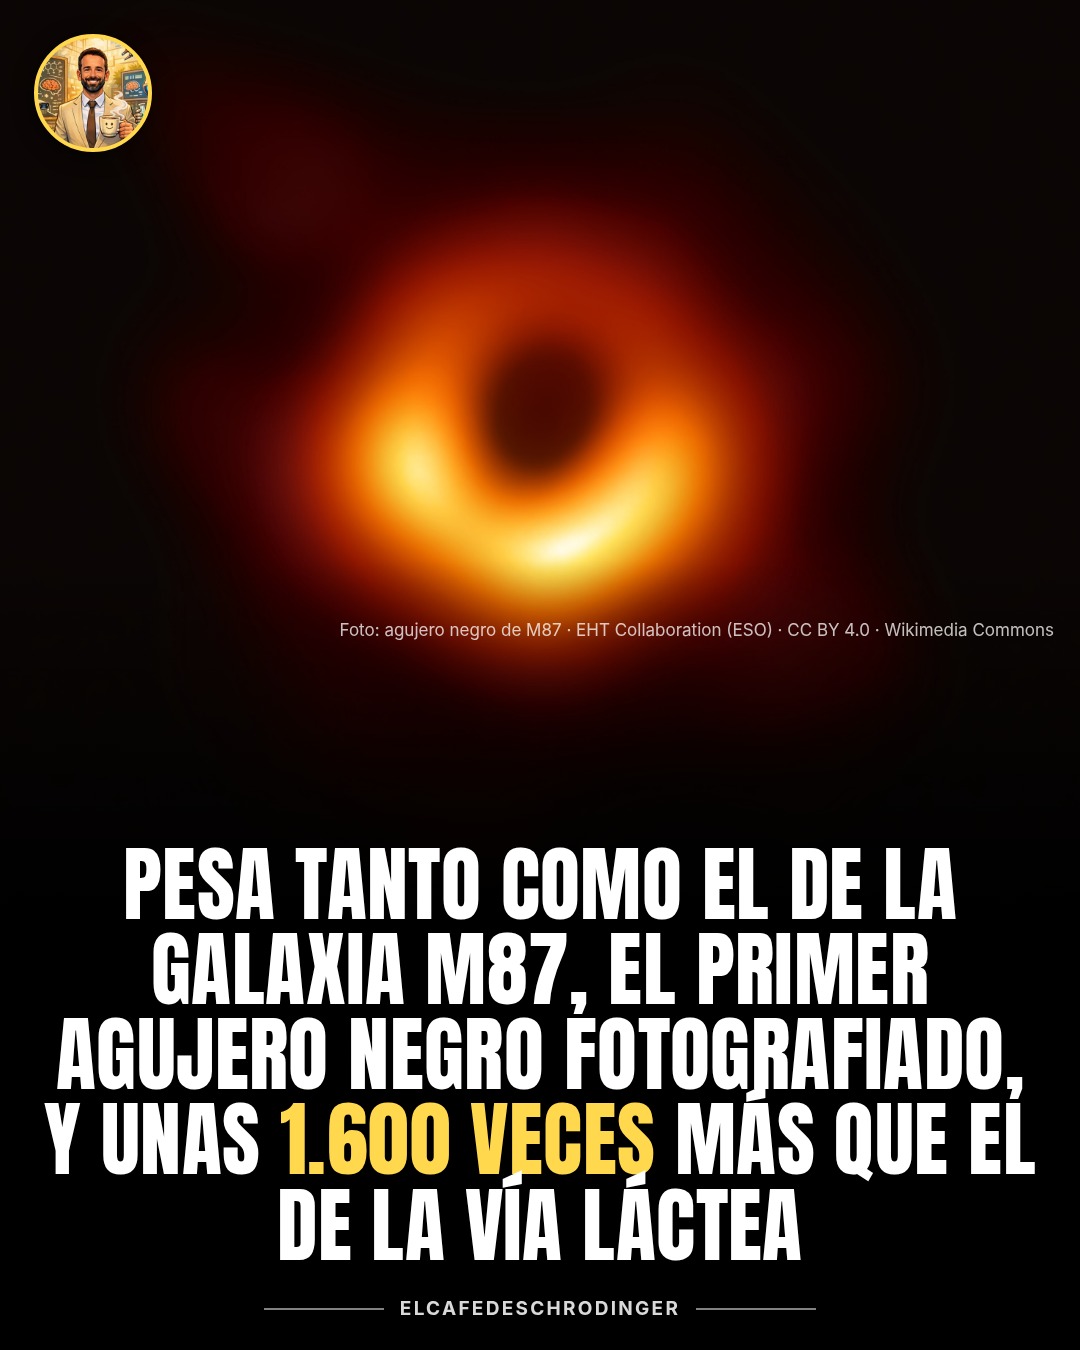 Foto: agujero negro de M87 · EHT Collaboration (ESO) · CC BY 4.0 · Wikimedia Commons
PESA TANTO COMO EL DE LA
GALAXIA M87, EL PRIMER
AGUJERO NEGRO FOTOGRAFIADO,
Y UNAS 1.600 VECES MÁS QUE EL
DE LA VÍA LÁCTEA
ELCAFEDESCHRODINGER